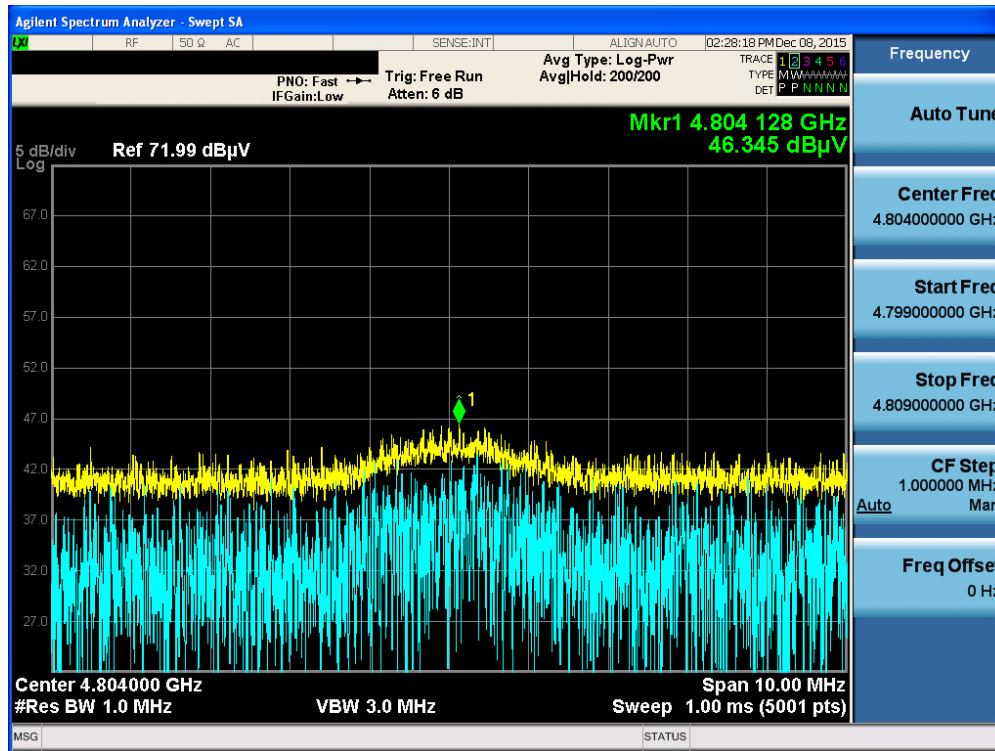 Agilent Spectrum Analyzer - Swept SA
LXI RF 50 Ω AC SENSE:INT ALIGN AUTO 02:28:18 PM Dec 08, 2015
PNO: Fast IFGain:Low
Trig: Free Run
Atten: 6 dB
Avg Type: Log-Pwr
Avg|Hold: 200/200
TRACE 1 2 3 4 5 6
TYPE M W
DET P P N N N N
Mkr1 4.804 128 GHz
46.345 dBµV
5 dB/div Ref 71.99 dBµV
Log
67.0
62.0
57.0
52.0
47.0
42.0
37.0
32.0
27.0
1
Center 4.804000 GHz Span 10.00 MHz
#Res BW 1.0 MHz VBW 3.0 MHz Sweep 1.00 ms (5001 pts)
MSG STATUS
Frequency
Auto Tune
Center Freq
4.804000000 GHz
Start Freq
4.799000000 GHz
Stop Freq
4.809000000 GHz
CF Step
1.000000 MHz
Auto Man
Freq Offset
0 Hz